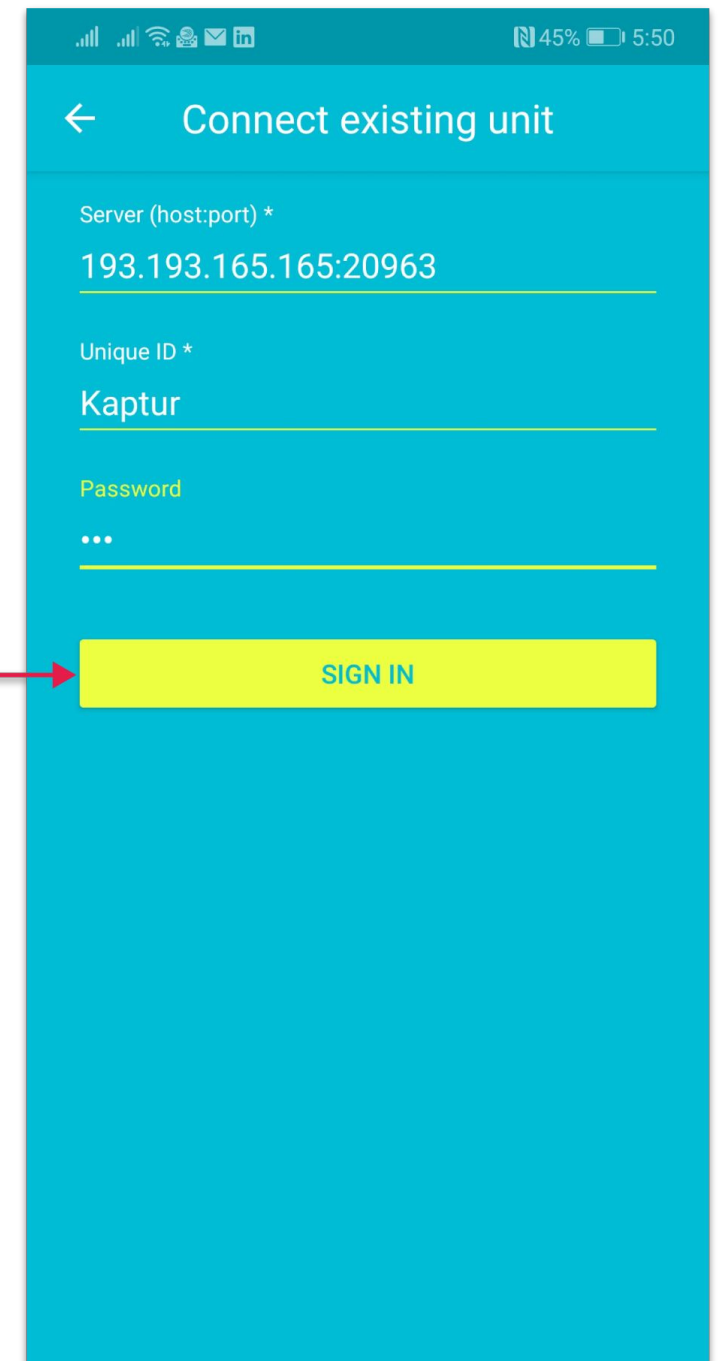 45% 5:50
Connect existing unit
Server (host:port) *
193.193.165.165:20963
Unique ID *
Kaptur
Password
•••
SIGN IN